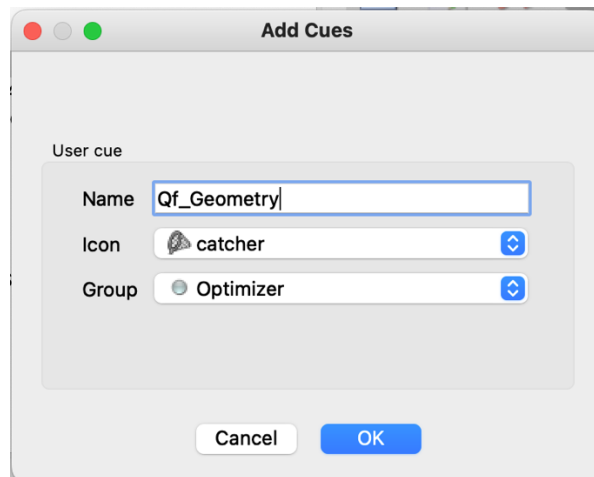 Add Cues
User cue
Name Qf_Geometry
Icon catcher
Group Optimizer
Cancel OK